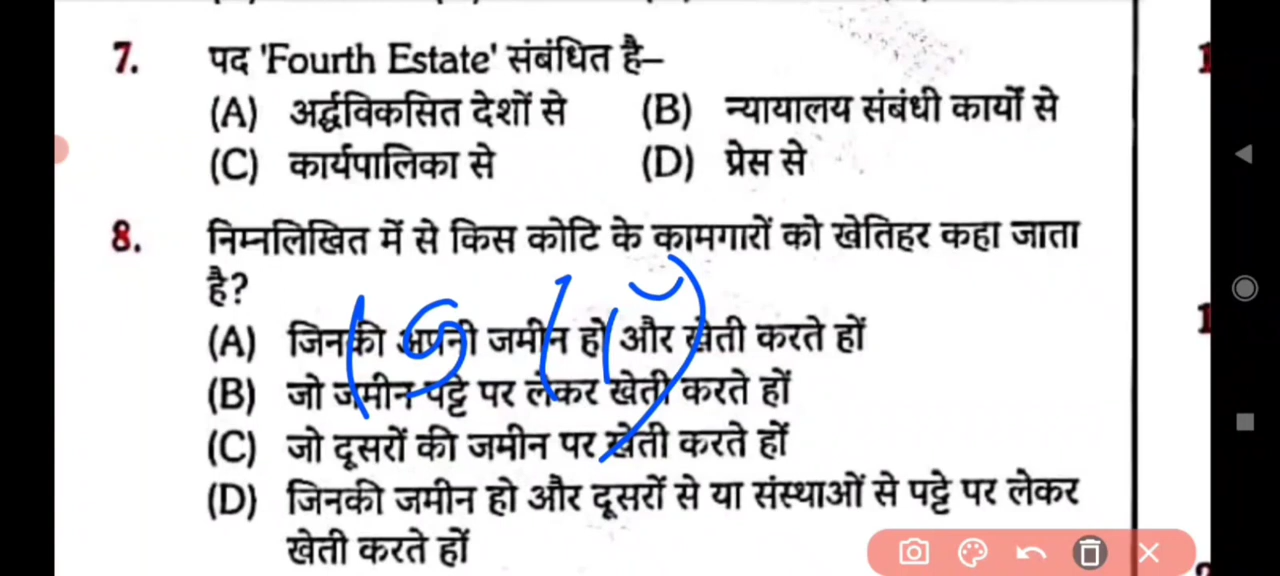 7. पद 'Fourth Estate' संबंधित है–
(A) अर्द्धविकसित देशों से (B) न्यायालय संबंधी कार्यों से
(C) कार्यपालिका से (D) प्रेस से
8. निम्नलिखित में से किस कोटि के कामगारों को खेतिहर कहा जाता
है?
(A) जिनकी अपनी जमीन हो और खेती करते हों
(B) जो जमीन पट्टे पर लेकर खेती करते हों
(C) जो दूसरों की जमीन पर खेती करते हों
(D) जिनकी जमीन हो और दूसरों से या संस्थाओं से पट्टे पर लेकर
खेती करते हों